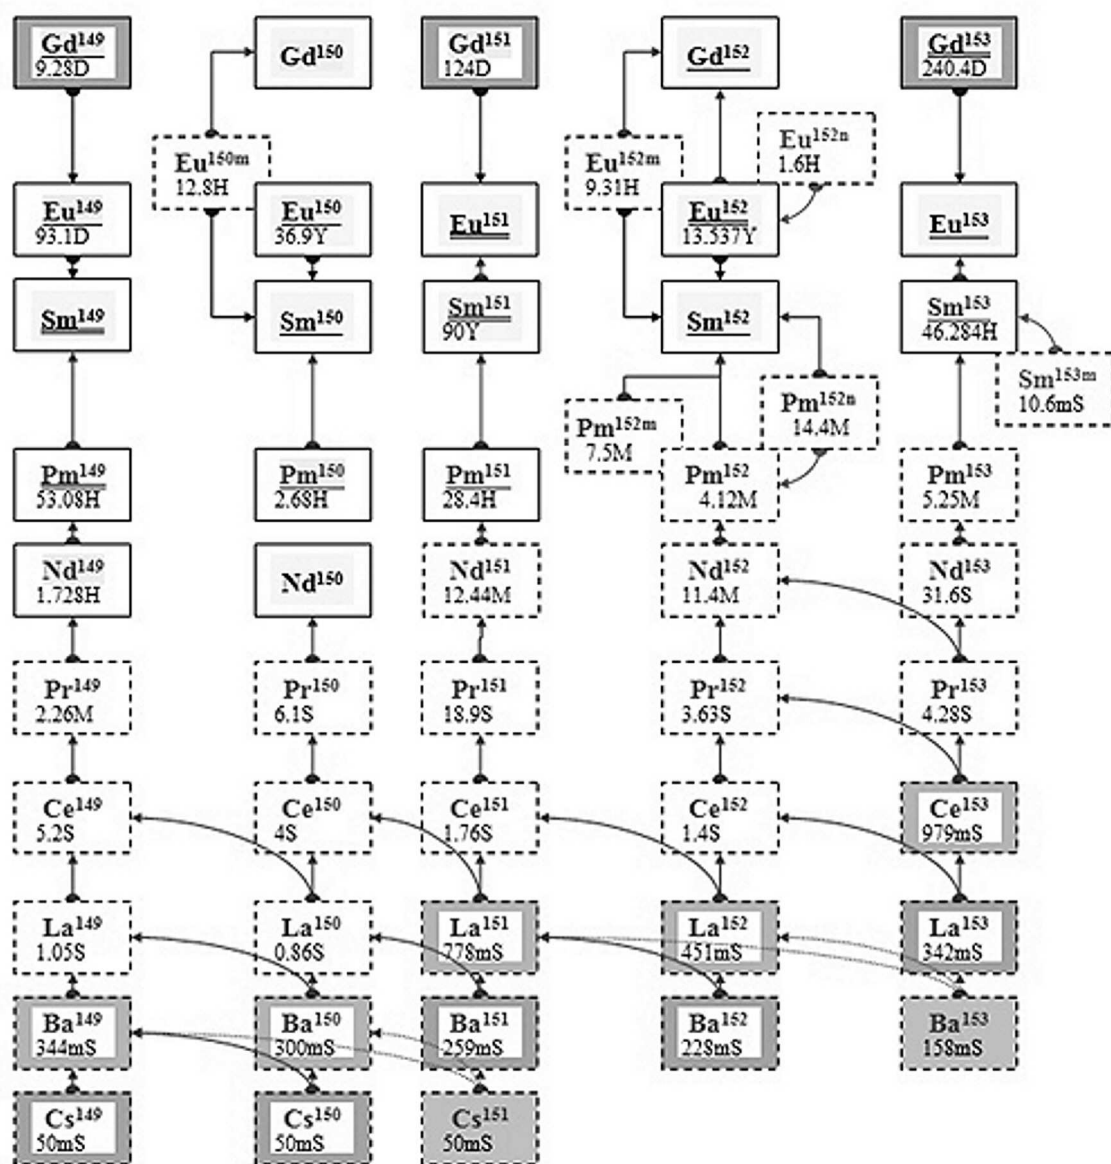 Gd149
9.28D
Gd150
Gd151
124D
Gd152
Gd153
240.4D
Eu150m
12.8H
Eu152m
9.31H
Eu152n
1.6H
Eu149
93.1D
Eu150
36.9Y
Eu151
Eu152
13.537Y
Eu153
Sm149
Sm150
Sm151
90Y
Sm152
Sm153
46.284H
Sm153m
10.6mS
Pm152m
7.5M
Pm152n
14.4M
Pm149
53.08H
Pm150
2.68H
Pm151
28.4H
Pm152
4.12M
Pm153
5.25M
Nd149
1.728H
Nd150
Nd151
12.44M
Nd152
11.4M
Nd153
31.6S
Pr149
2.26M
Pr150
6.1S
Pr151
18.9S
Pr152
3.63S
Pr153
4.28S
Ce149
5.2S
Ce150
4S
Ce151
1.76S
Ce152
1.4S
Ce153
979mS
La149
1.05S
La150
0.86S
La151
778mS
La152
451mS
La153
342mS
Ba149
344mS
Ba150
300mS
Ba151
259mS
Ba152
228mS
Ba153
158mS
Cs149
50mS
Cs150
50mS
Cs151
50mS